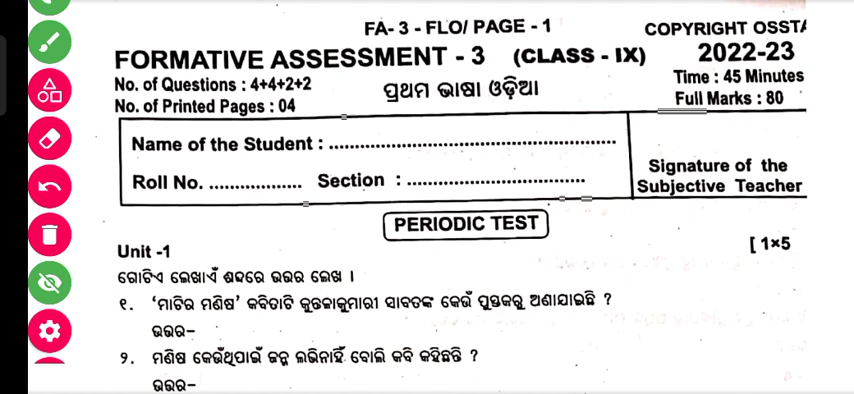 FA- 3 - FLO/ PAGE - 1
COPYRIGHT OSSTA
FORMATIVE ASSESSMENT - 3 (CLASS - IX) 2022-23
No. of Questions : 4+4+2+2
ପ୍ରଥମ ଭାଷା ଓଡ଼ିଆ
Time : 45 Minutes
No. of Printed Pages : 04
Full Marks : 80
Name of the Student : ........................................................
Roll No. .................. Section : ...................................
Signature of the
Subjective Teacher
PERIODIC TEST
Unit -1
[ 1×5
ଗୋଟିଏ ଲେଖାଏଁ ଶବ୍ଦରେ ଉତ୍ତର ଲେଖ ।
୧. ‘ମାଟିର ମଣିଷ’ କବିତାଟି କୁନ୍ତଳାକୁମାରୀ ସାବତଙ୍କ କେଉଁ ପୁସ୍ତକରୁ ଅଣାଯାଇଛି ?
ଉତ୍ତର–
୨. ମଣିଷ କେଉଁଥିପାଇଁ ଜନ୍ମ ଲଭିନାହିଁ ବୋଲି କବି କହିଛନ୍ତି ?
ଉତ୍ତର–